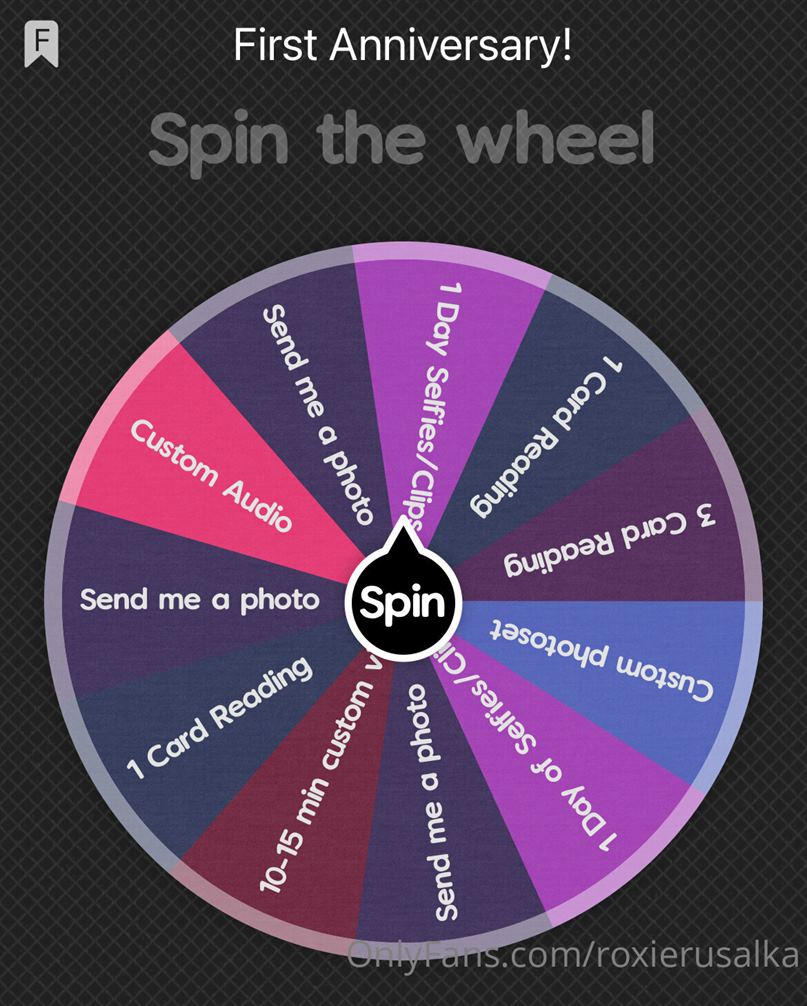 F
First Anniversary!
Spin the wheel
1 Day Selfies/Clips
1 Card Reading
3 Card Reading
Custom photoset
1 Day of Selfies/Cli
Send me a photo
10-15 min custom v
1 Card Reading
Send me a photo
Custom Audio
Send me a photo
Spin
OnlyFans.com/roxierusalka